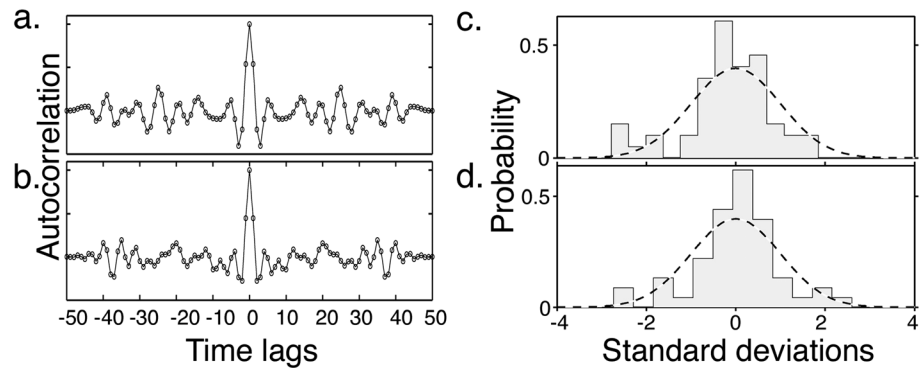 a.
b.
Autocorrelation
-50 -40 -30 -20 -10 0 10 20 30 40 50
Time lags
c.
0.5
0
d.
0.5
0
Probability
-4 -2 0 2 4
Standard deviations